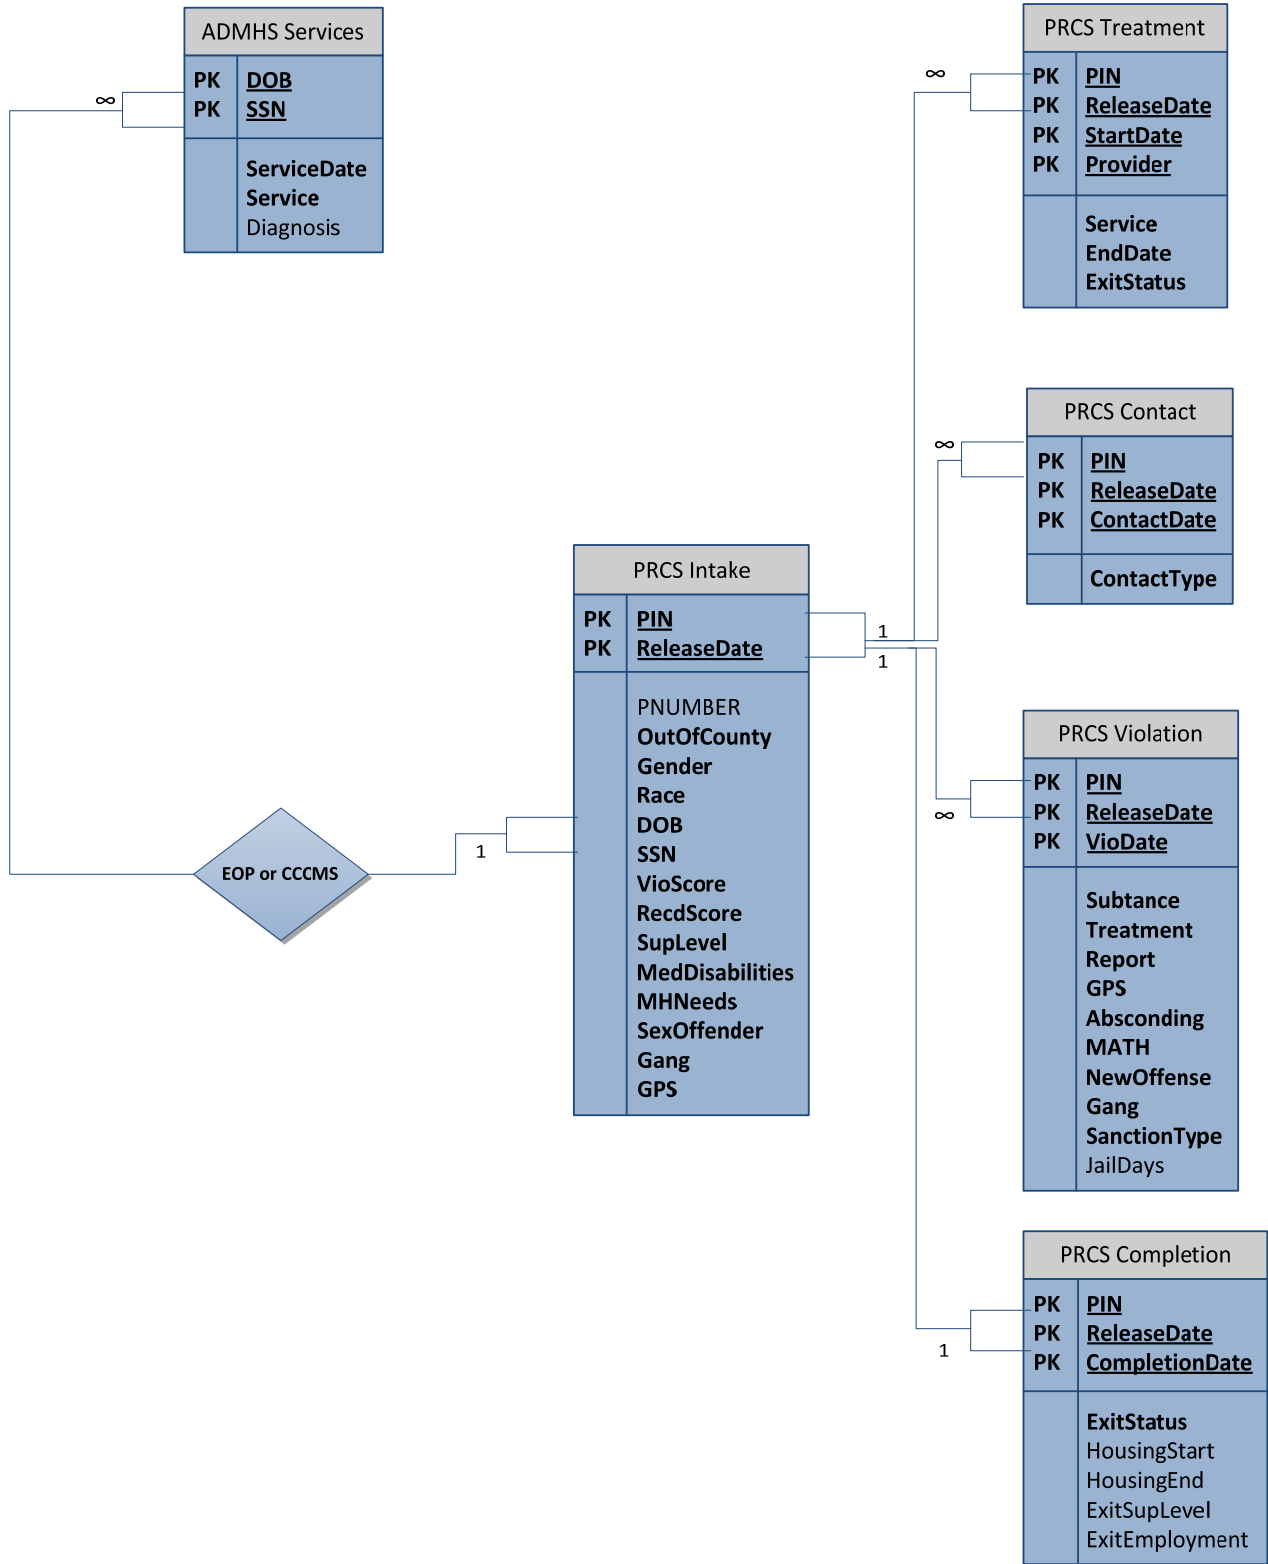 ADMHS Services
PK DOB
PK SSN
ServiceDate
Service
Diagnosis
∞
PRCS Treatment
PK PIN
PK ReleaseDate
PK StartDate
PK Provider
Service
EndDate
ExitStatus
∞
PRCS Contact
PK PIN
PK ReleaseDate
PK ContactDate
ContactType
∞
PRCS Intake
PK PIN
PK ReleaseDate
PNUMBER
OutOfCounty
Gender
Race
DOB
SSN
VioScore
RecdScore
SupLevel
MedDisabilities
MHNeeds
SexOffender
Gang
GPS
1
1
1
EOP or CCCMS
PRCS Violation
PK PIN
PK ReleaseDate
PK VioDate
Subtance
Treatment
Report
GPS
Absconding
MATH
NewOffense
Gang
SanctionType
JailDays
∞
PRCS Completion
PK PIN
PK ReleaseDate
PK CompletionDate
ExitStatus
HousingStart
HousingEnd
ExitSupLevel
ExitEmployment
1